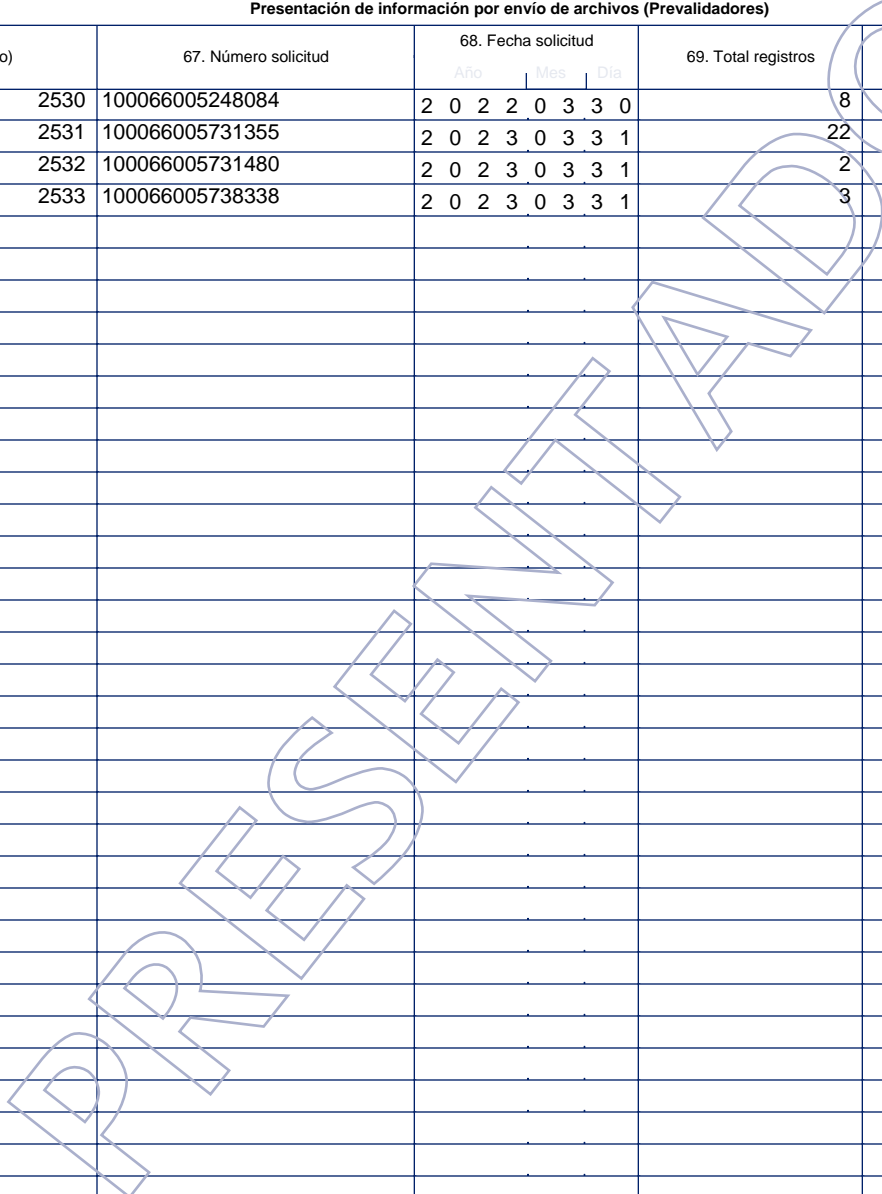 Presentación de información por envío de archivos (Prevalidadores)
o) 67. Número solicitud 68. Fecha solicitud 69. Total registros
Año Mes Día
2530 100066005248084 2 0 2 2 0 3 3 0 8
2531 100066005731355 2 0 2 3 0 3 3 1 22
2532 100066005731480 2 0 2 3 0 3 3 1 2
2533 100066005738338 2 0 2 3 0 3 3 1 3
PRESENTADO